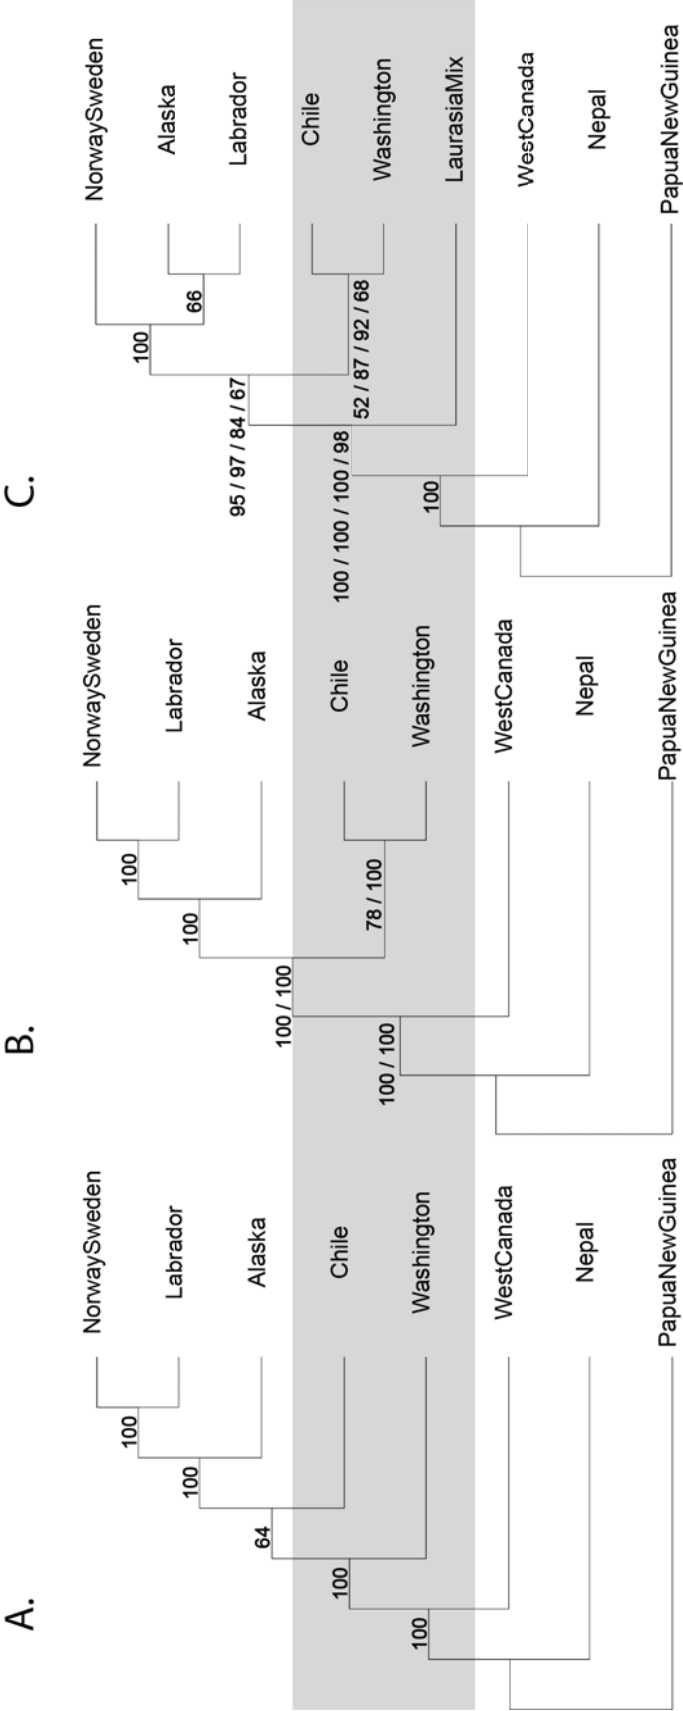 A.
NorwaySweden
100
Labrador
100
Alaska
64
Chile
100
Washington
100
WestCanada
Nepal
PapuaNewGuinea
B.
NorwaySweden
100
Labrador
100
Alaska
100 / 100
Chile
78 / 100
Washington
100 / 100
WestCanada
Nepal
PapuaNewGuinea
C.
NorwaySweden
100
Alaska
66
Labrador
95 / 97 / 84 / 67
Chile
52 / 87 / 92 / 68
Washington
100 / 100 / 100 / 98
LaurasiaMix
100
WestCanada
Nepal
PapuaNewGuinea